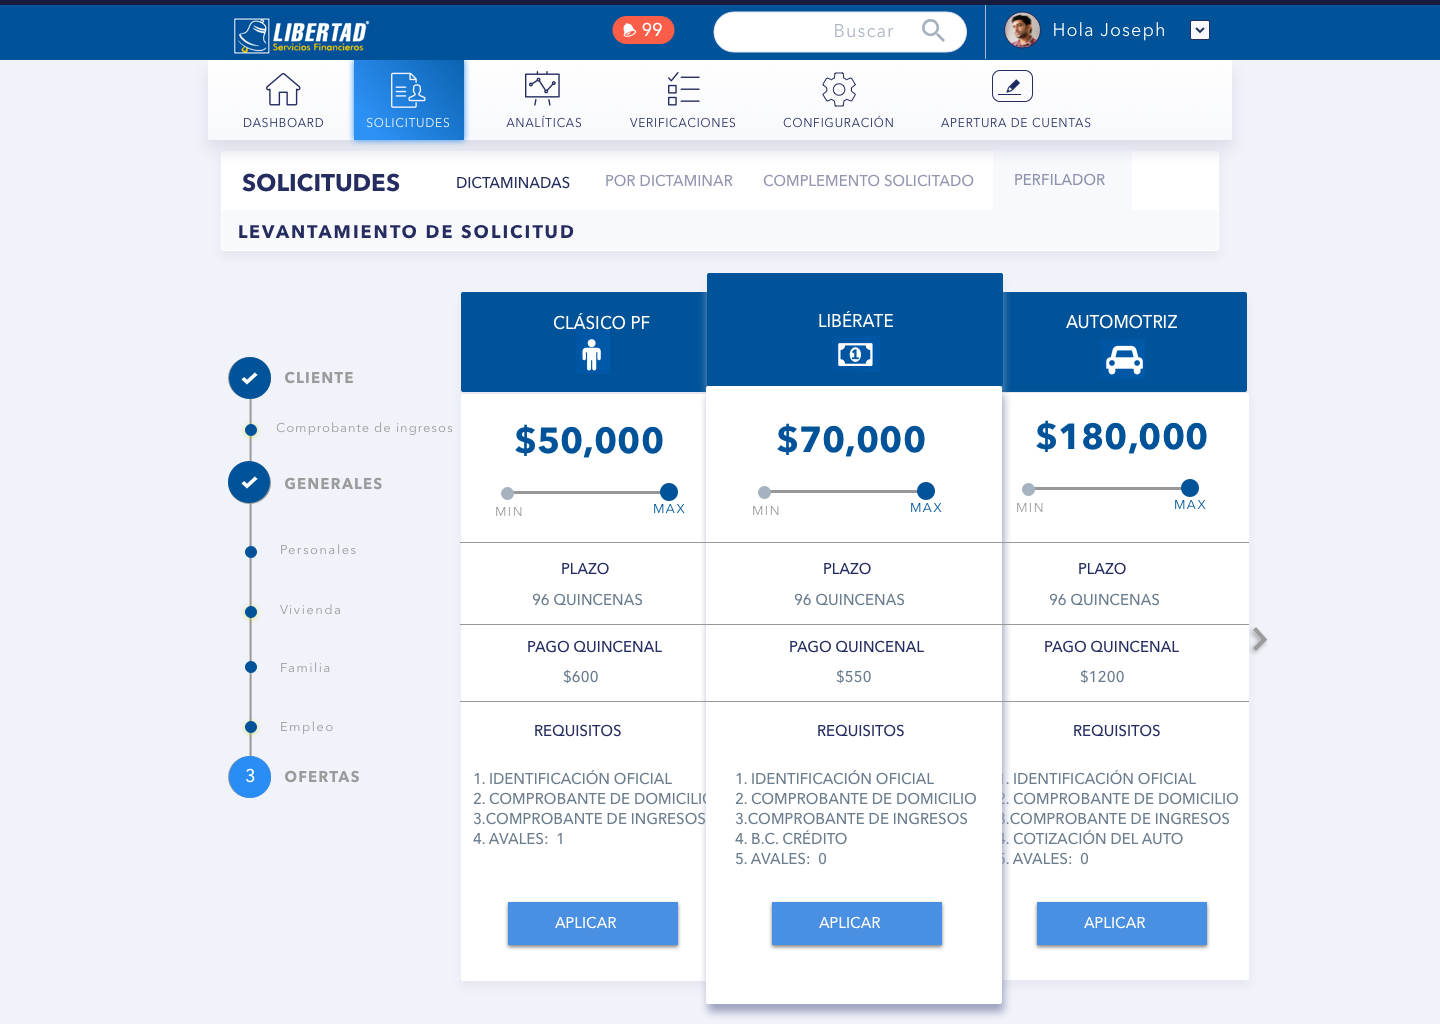 LIBERTAD
Servicios Financieros
99
Buscar
Hola Joseph
DASHBOARD
SOLICITUDES
ANALÍTICAS
VERIFICACIONES
CONFIGURACIÓN
APERTURA DE CUENTAS
SOLICITUDES
DICTAMINADAS
POR DICTAMINAR
COMPLEMENTO SOLICITADO
PERFILADOR
LEVANTAMIENTO DE SOLICITUD
CLIENTE
Comprobante de ingresos
GENERALES
Personales
Vivienda
Familia
Empleo
3
OFERTAS
CLÁSICO PF
$50,000
MIN
MAX
PLAZO
96 QUINCENAS
PAGO QUINCENAL
$600
REQUISITOS
1. IDENTIFICACIÓN OFICIAL
2. COMPROBANTE DE DOMICILI
3.COMPROBANTE DE INGRESOS
4. AVALES:  1
APLICAR
LIBÉRATE
1
$70,000
MIN
MAX
PLAZO
96 QUINCENAS
PAGO QUINCENAL
$550
REQUISITOS
1. IDENTIFICACIÓN OFICIAL
2. COMPROBANTE DE DOMICILIO
3.COMPROBANTE DE INGRESOS
4. B.C. CRÉDITO
5. AVALES:  0
APLICAR
AUTOMOTRIZ
$180,000
MIN
MAX
PLAZO
96 QUINCENAS
PAGO QUINCENAL
$1200
REQUISITOS
1. IDENTIFICACIÓN OFICIAL
2. COMPROBANTE DE DOMICILIO
3.COMPROBANTE DE INGRESOS
4. COTIZACIÓN DEL AUTO
5. AVALES:  0
APLICAR